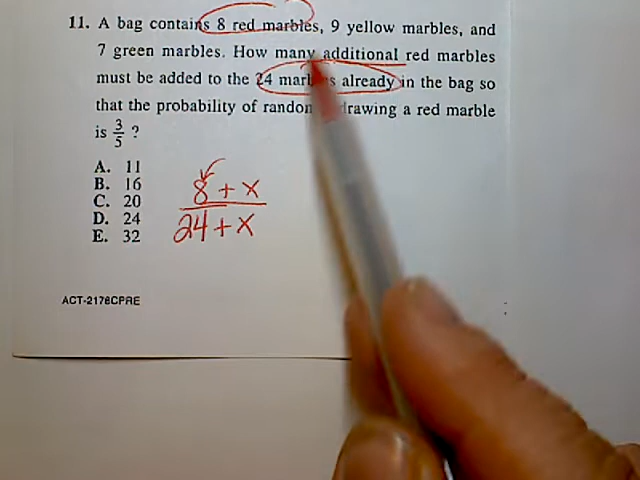 11. A bag contains 8 red marbles, 9 yellow marbles, and
7 green marbles. How many additional red marbles
must be added to the 24 already in the bag so
that the probability of drawing a red marble
is 3/5 ?
A. 11
B. 16
C. 20
D. 24
E. 32
8 + x
24 + x
ACT-2176CPRE